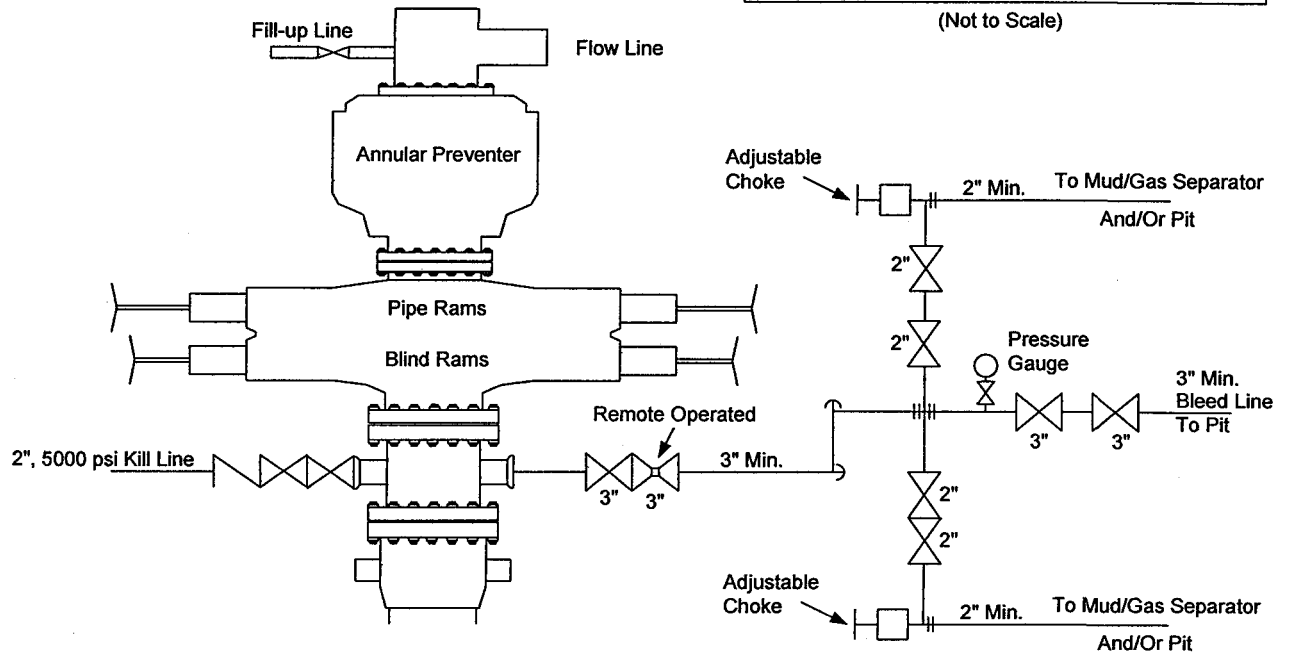 (Not to Scale)
Fill-up Line
Flow Line
Annular Preventer
Adjustable
Choke
2" Min.
To Mud/Gas Separator
And/Or Pit
2"
Pipe Rams
2"
Pressure
Gauge
Blind Rams
3" Min.
Bleed Line
To Pit
Remote Operated
3"
3"
2", 5000 psi Kill Line
3" Min.
3"
3"
2"
2"
Adjustable
Choke
2" Min.
To Mud/Gas Separator
And/Or Pit